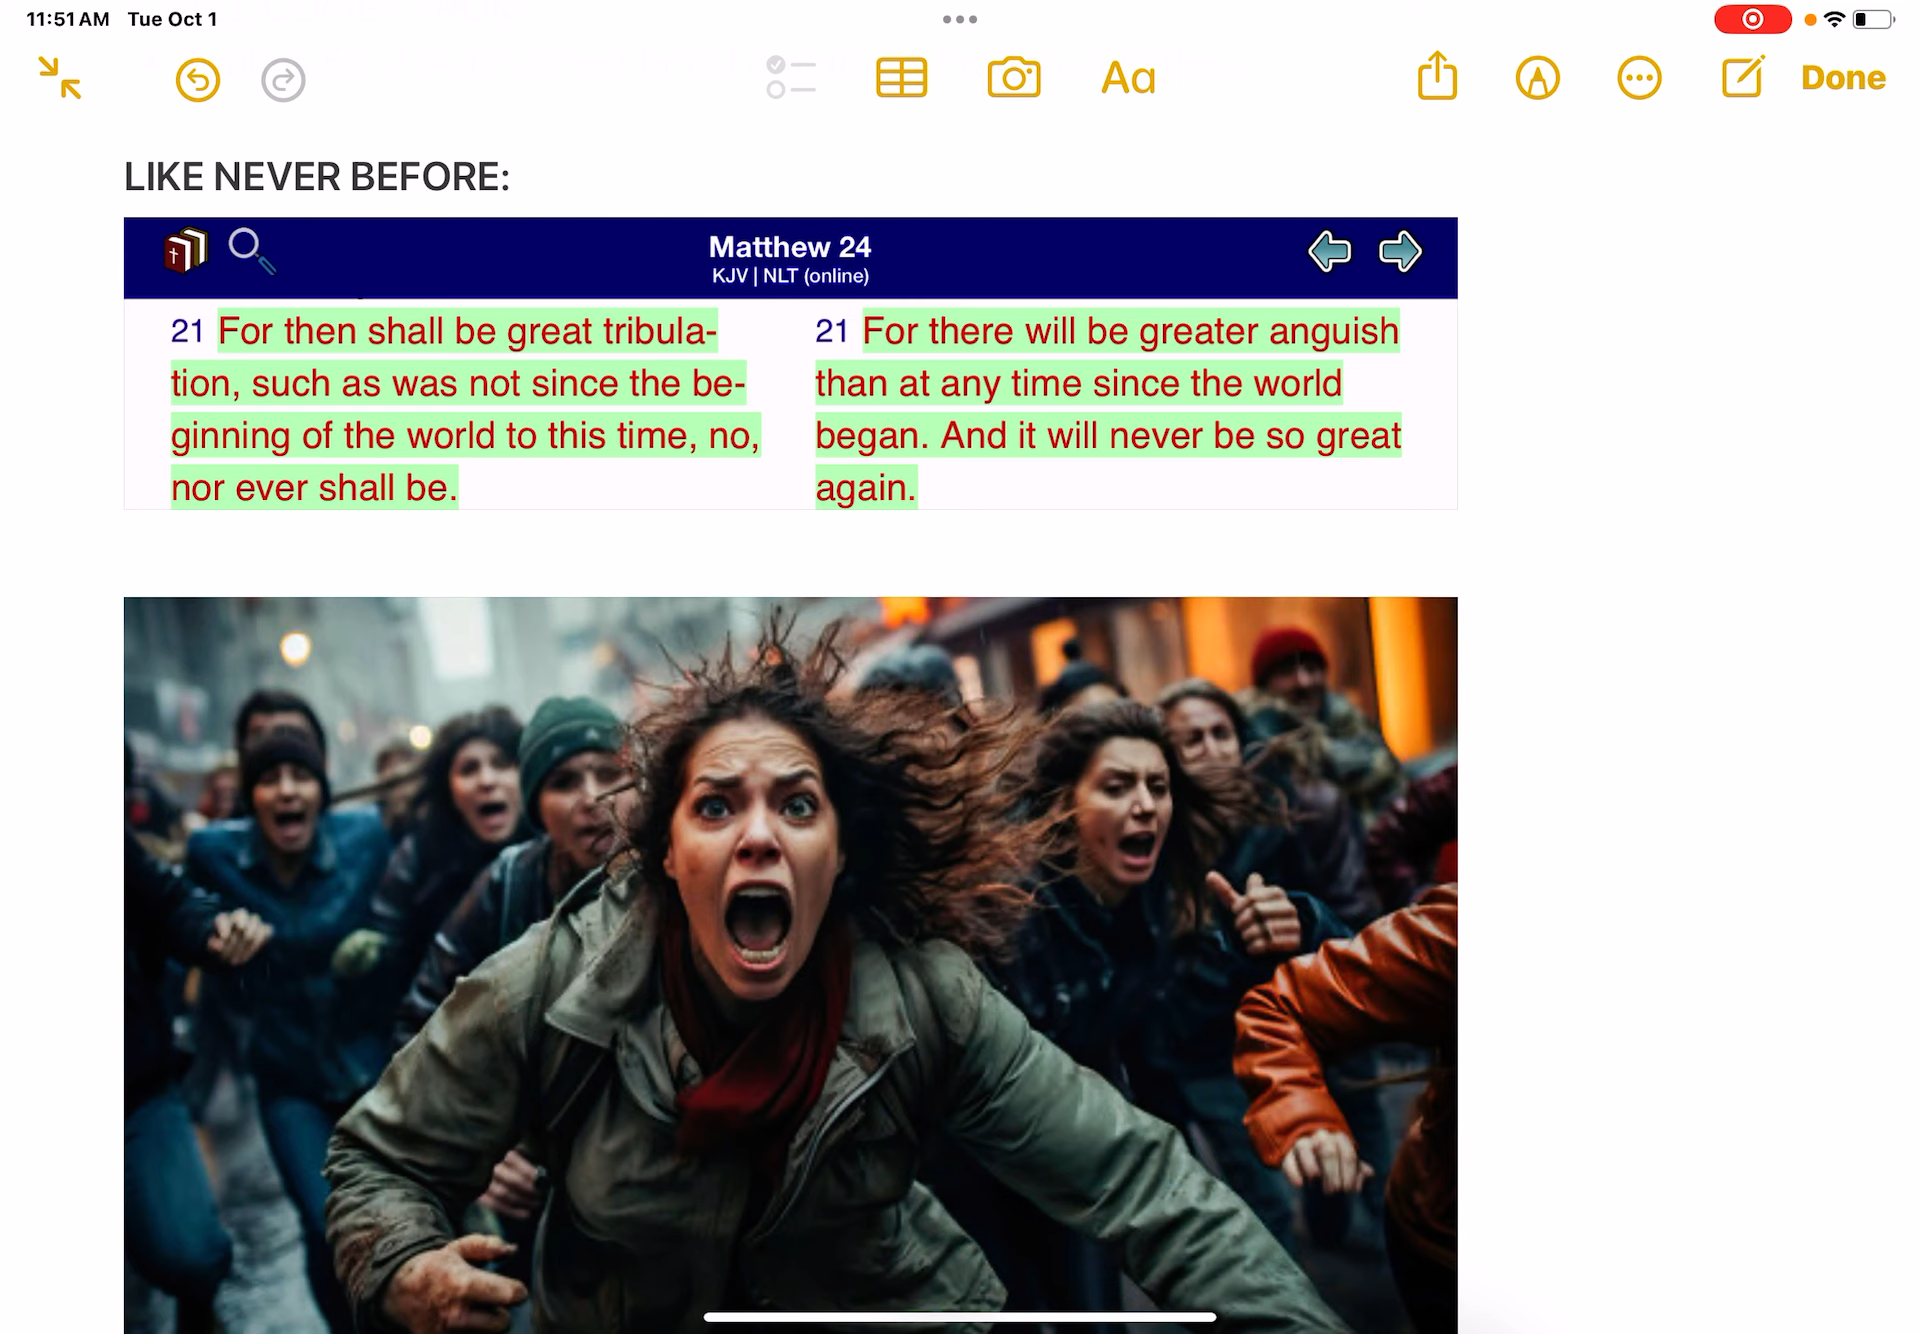 11:51 AM Tue Oct 1
Aa
Done
LIKE NEVER BEFORE:
Matthew 24
KJV | NLT (online)
21 For then shall be great tribula-
tion, such as was not since the be-
ginning of the world to this time, no,
nor ever shall be.
21 For there will be greater anguish
than at any time since the world
began. And it will never be so great
again.